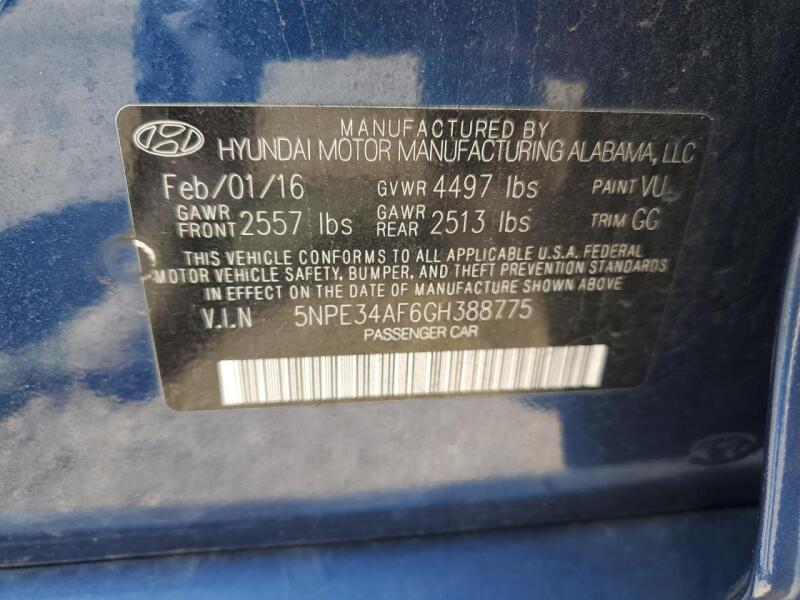 MANUFACTURED BY
HYUNDAI MOTOR MANUFACTURING ALABAMA, LLC
Feb/01/16 GVWR 4497 lbs PAINT VU
GAWR FRONT 2557 lbs GAWR REAR 2513 lbs TRIM GG
THIS VEHICLE CONFORMS TO ALL APPLICABLE U.S.A. FEDERAL
MOTOR VEHICLE SAFETY, BUMPER, AND THEFT PREVENTION STANDARDS
IN EFFECT ON THE DATE OF MANUFACTURE SHOWN ABOVE.
V.I.N 5NPE34AF6GH388775
PASSENGER CAR